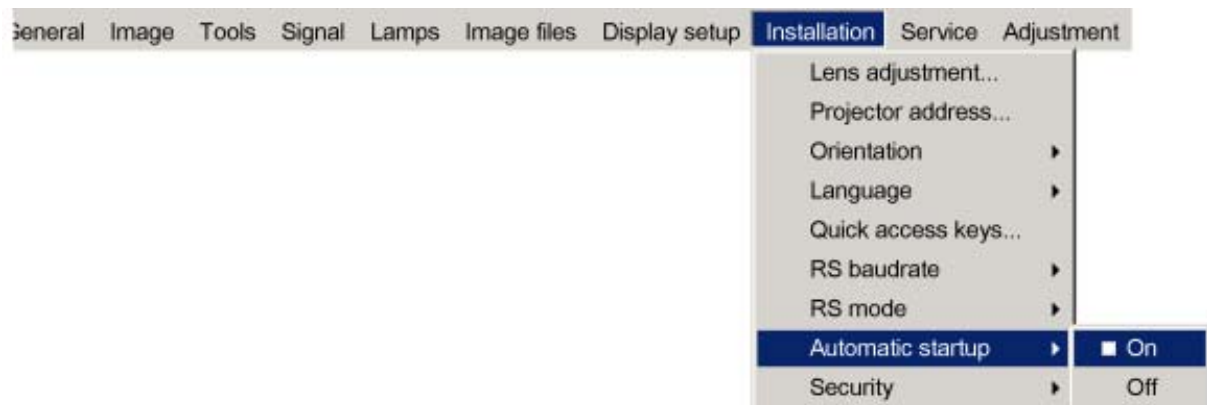 General Image Tools Signal Lamps Image files Display setup Installation Service Adjustment
Lens adjustment...
Projector address...
Orientation
Language
Quick access keys...
RS baudrate
RS mode
Automatic startup On
Security Off